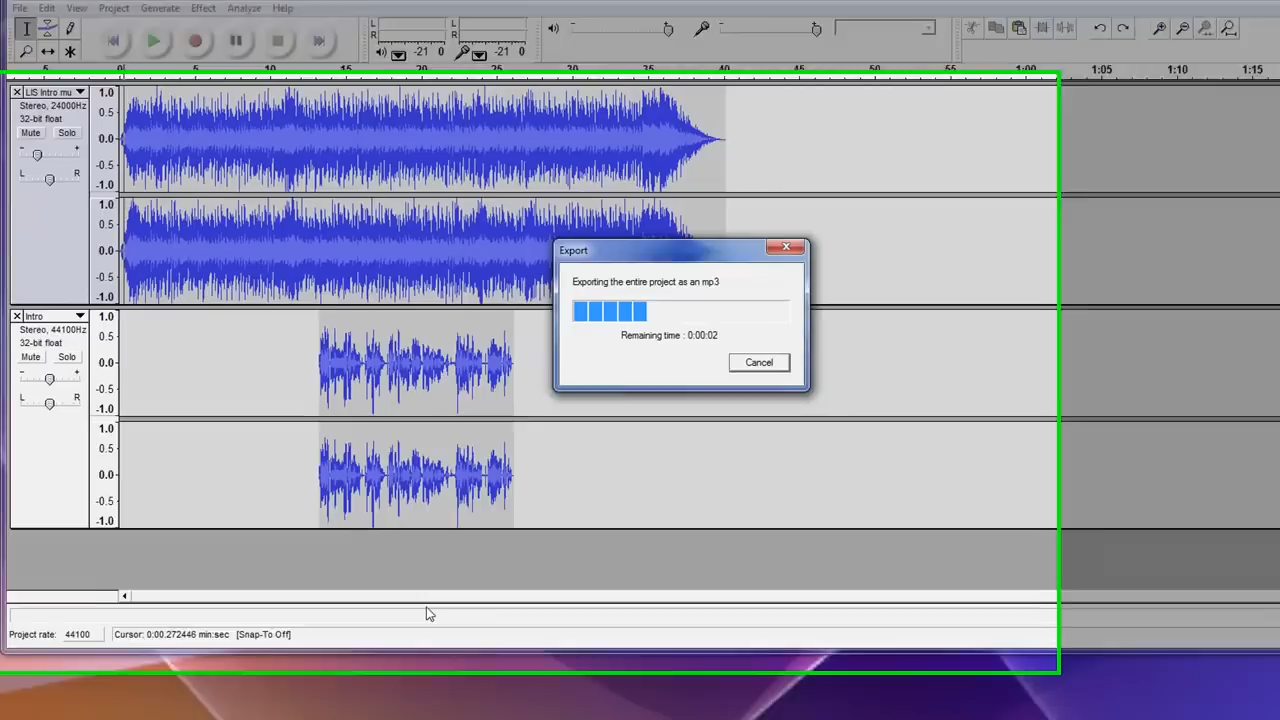 File Edit View Project Generate Effect Analyze Help
L R L R
-21 0 -21 0
5 0 5 10 15 20 25 30 35 40 45 50 55 1:00 1:05 1:10 1:15
LIS Intro mu
Stereo, 24000Hz
32-bit float
Mute Solo
- +
L R
1.0
0.5
0.0
-0.5
-1.0
1.0
0.5
0.0
-0.5
-1.0
Intro
Stereo, 44100Hz
32-bit float
Mute Solo
- +
L R
1.0
0.5
0.0
-0.5
-1.0
1.0
0.5
0.0
-0.5
-1.0
Export
Exporting the entire project as an mp3
Remaining time : 0:00:02
Cancel
Project rate: 44100 Cursor: 0:00.272446 min:sec [Snap-To Off]